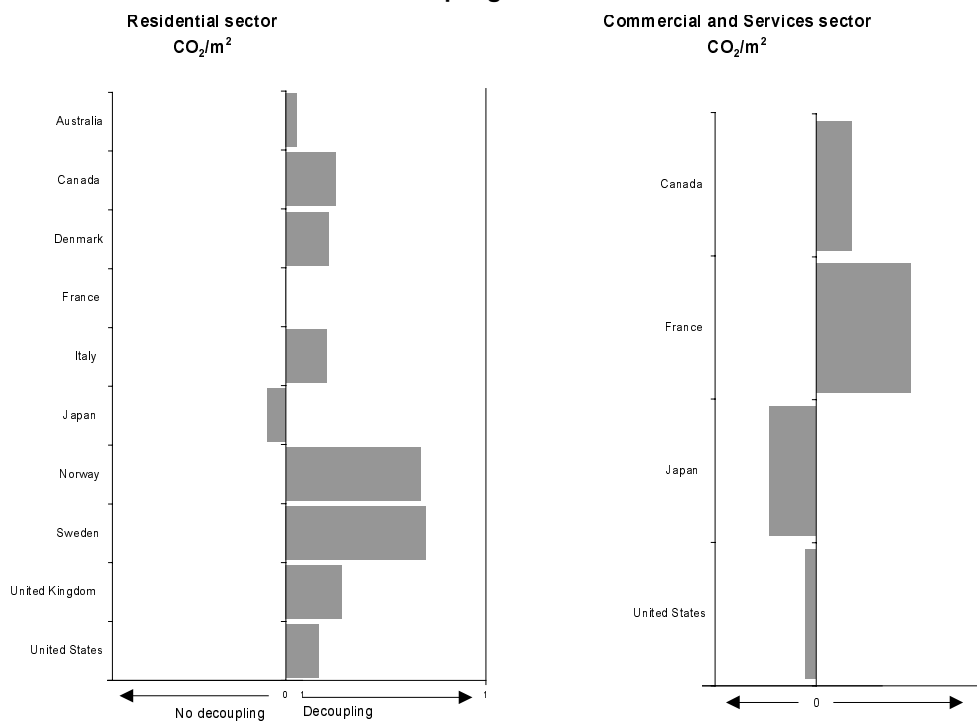 Residential sector
CO₂/m²
Australia
Canada
Denmark
France
Italy
Japan
Norway
Sweden
United Kingdom
United States
0 1 1
No decoupling Decoupling
Commercial and Services sector
CO₂/m²
Canada
France
Japan
United States
0